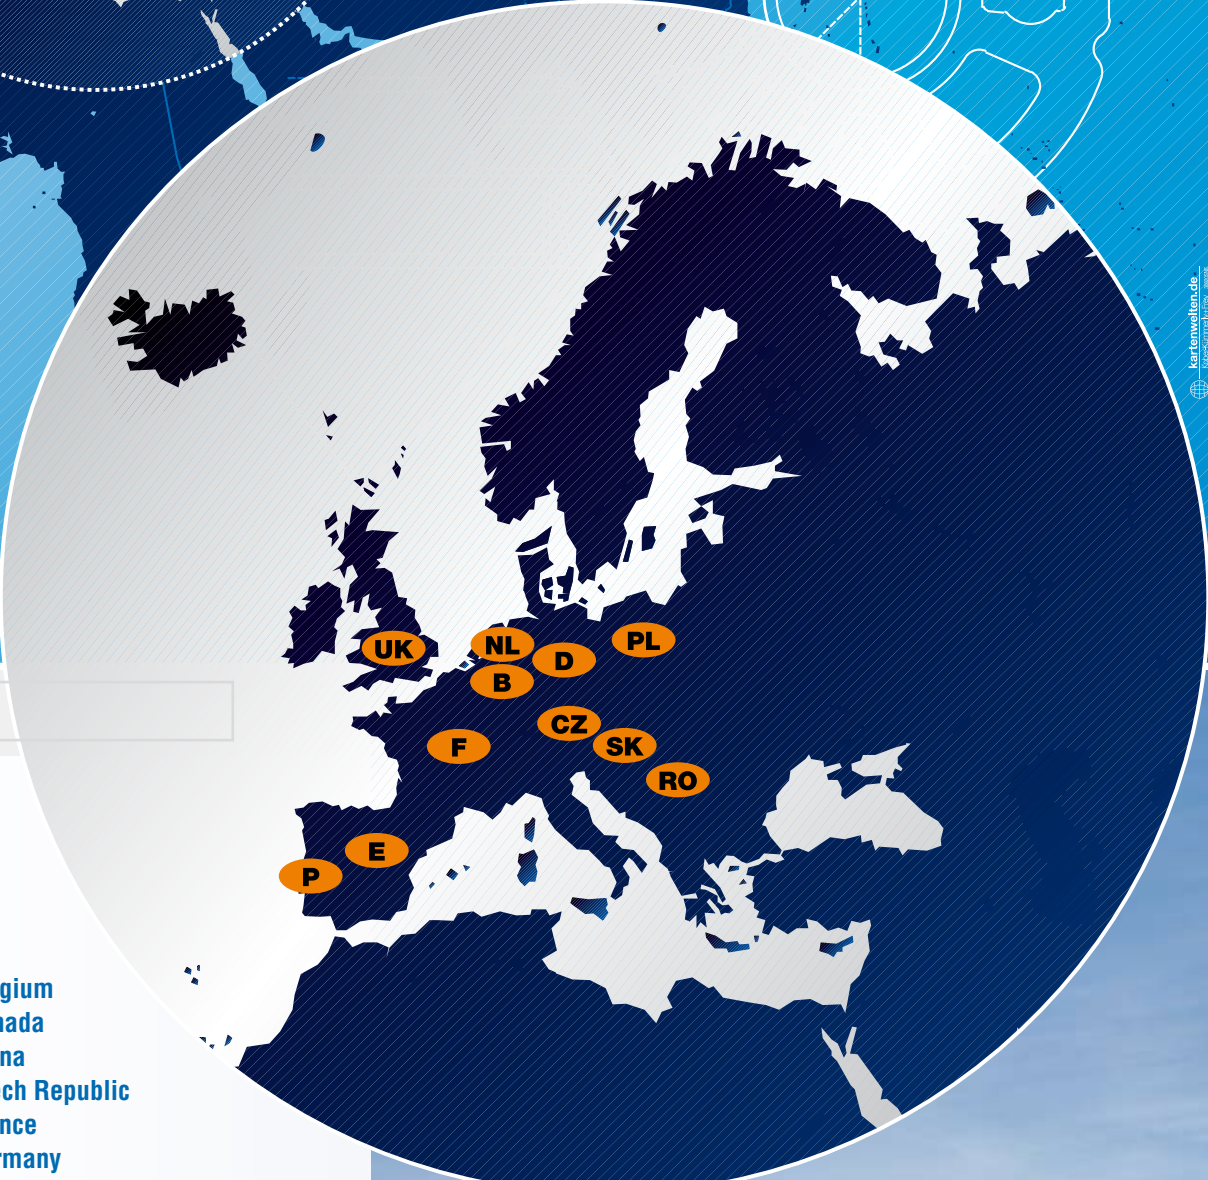 kartenwelten.de
UK
NL
PL
D
B
CZ
SK
F
RO
E
P
gium
nada
na
ch Republic
nce
rmany